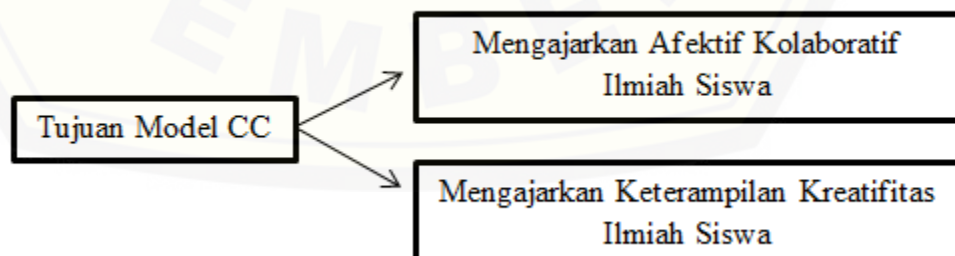 Mengajarkan Afektif Kolaboratif
Ilmiah Siswa
Tujuan Model CC
Mengajarkan Keterampilan Kreatifitas
Ilmiah Siswa